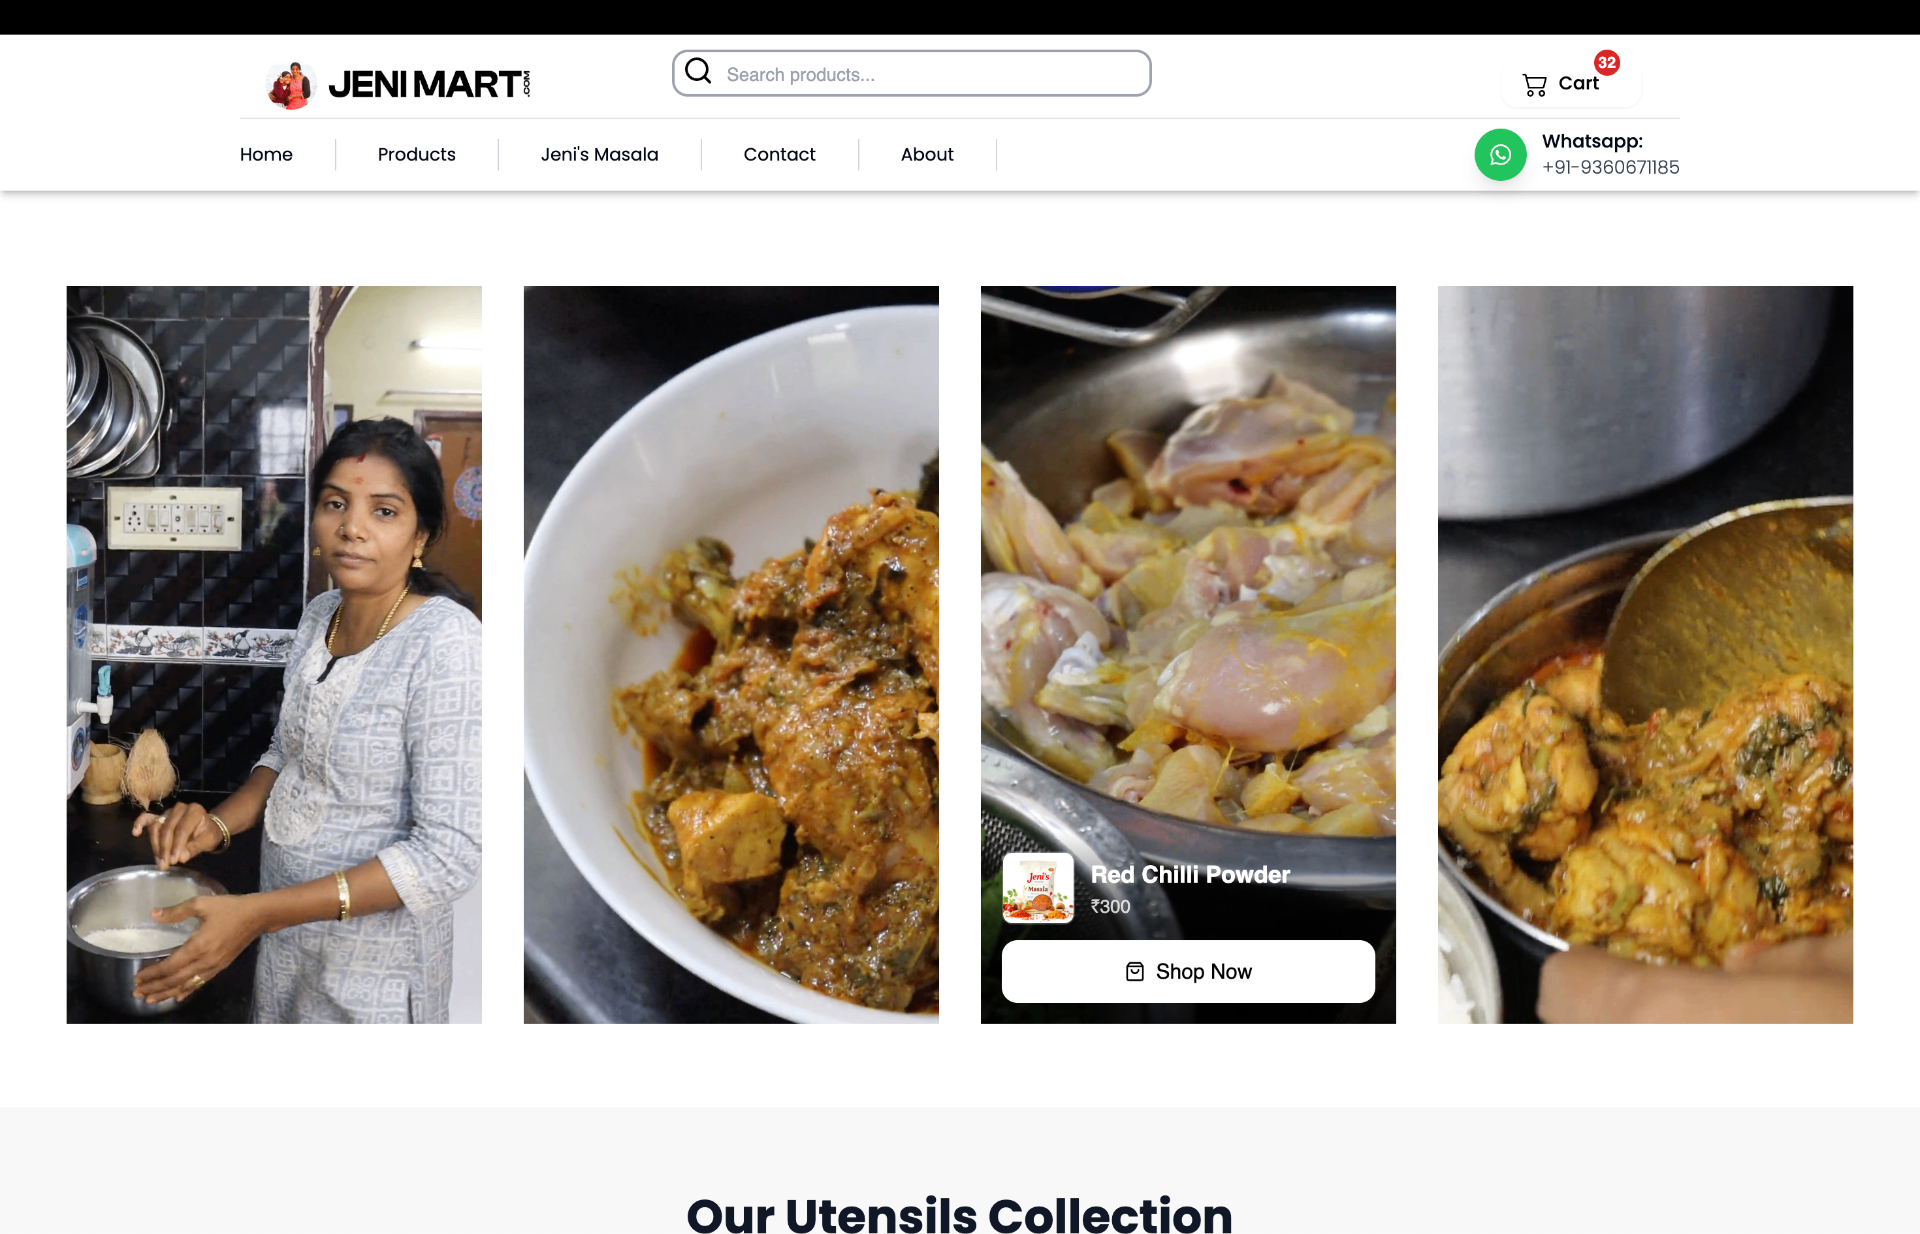 JENI MART.COM
Search products...
32
Cart
Home
Products
Jeni's Masala
Contact
About
Whatsapp:
+91-9360671185
Jeni's
Masala
Red Chilli Powder
₹300
Shop Now
Our Utensils Collection